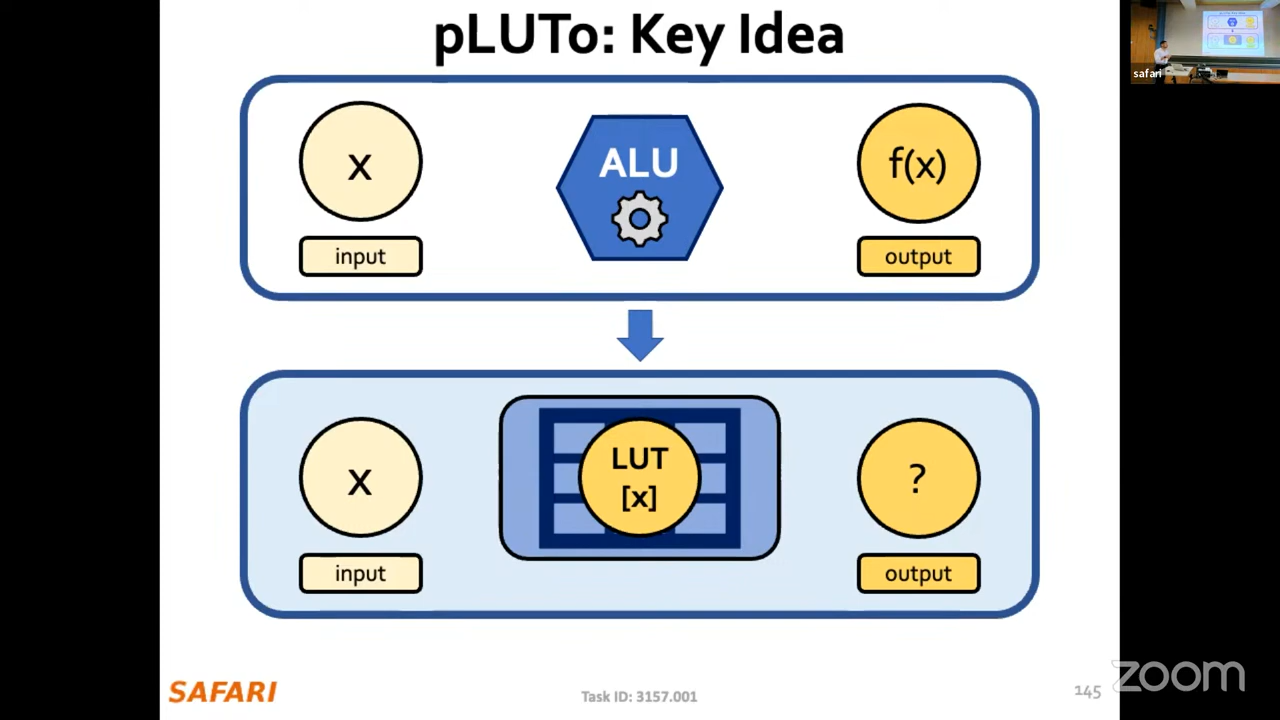 pLUTo: Key Idea
safari
x
ALU
f(x)
input
output
x
LUT
[x]
?
input
output
SAFARI
Task ID: 3157.001
145
zoom